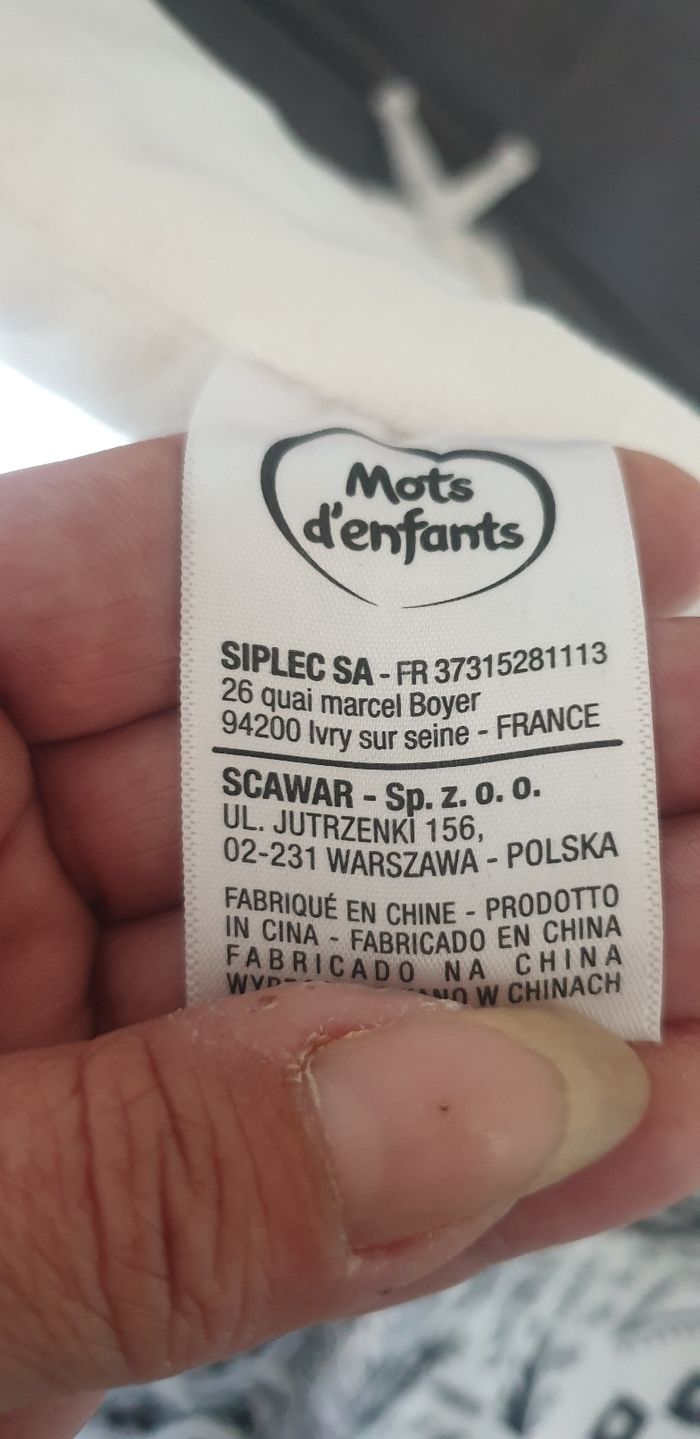 Mots
d'enfants
SIPLEC SA - FR 37315281113
26 quai marcel Boyer
94200 Ivry sur seine - FRANCE
SCAWAR - Sp. z. o. o.
UL. JUTRZENKI 156,
02-231 WARSZAWA - POLSKA
FABRIQUÉ EN CHINE - PRODOTTO
IN CINA - FABRICADO EN CHINA
FABRICADO NA CHINA
W CHINACH